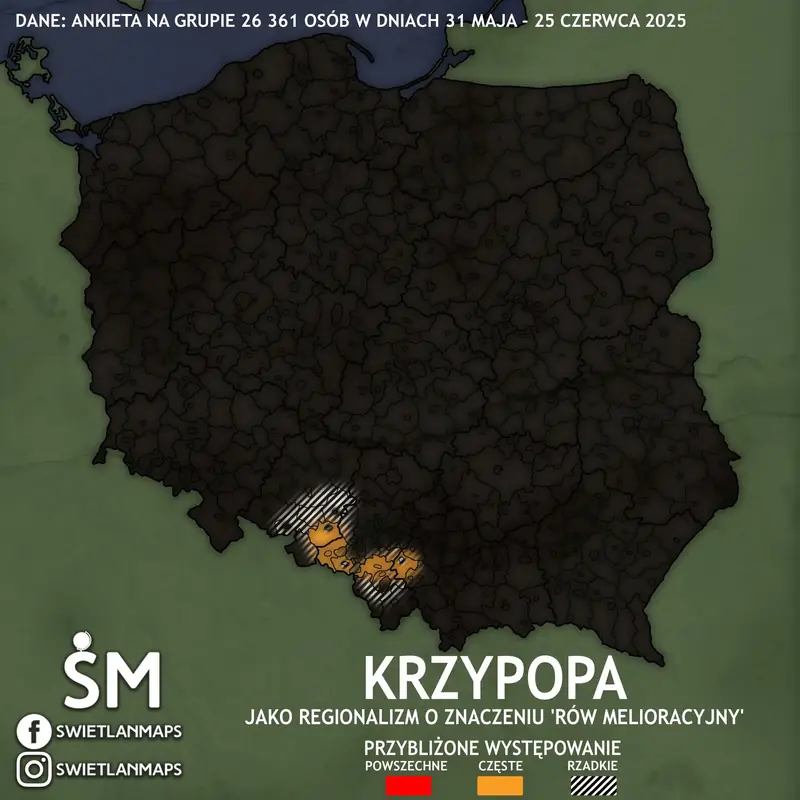 DANE: ANKIETA NA GRUPIE 26 361 OSÓB W DNIACH 31 MAJA - 25 CZERWCA 2025
ŚM
SWIETLANMAPS
SWIETLANMAPS
KRZYPOPA
JAKO REGIONALIZM O ZNACZENIU 'RÓW MELIORACYJNY'
PRZYBLIŻONE WYSTĘPOWANIE
POWSZECHNE CZĘSTE RZADKIE